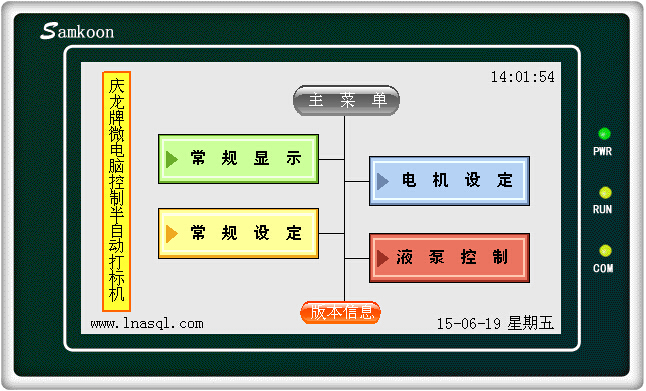 Samkoon
14:01:54
庆龙牌微电脑控制半自动打标机
主菜单
常规显示
电机设定
常规设定
液泵控制
版本信息
www.lnasql.com
15-06-19 星期五
PWR
RUN
COM